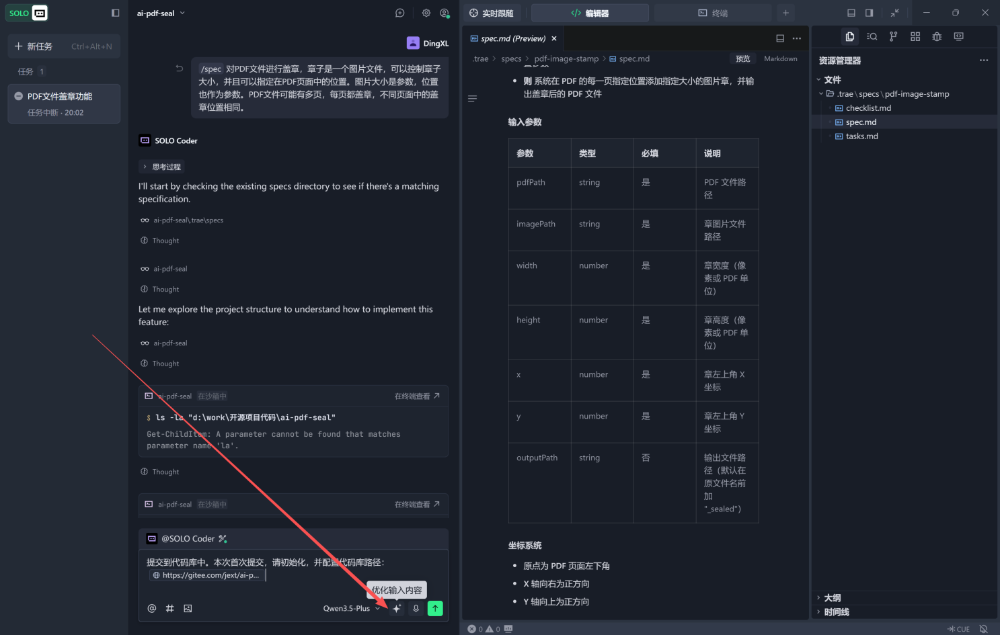 SOLO
ai-pdf-seal
实时跟随
编辑器
终端
新任务 Ctrl+Alt+N
任务 1
PDF文件盖章功能
任务中断 · 20:02
DingXL
/spec 对PDF文件进行盖章，章子是一个图片文件，可以控制章子
大小，并且可以指定在PDF页面中的位置。图片大小是参数，位置
也作为参数。PDF文件可能有多页，每页都盖章，不同页面中的盖
章位置相同。
SOLO Coder
思考过程
I'll start by checking the existing specs directory to see if there's a matching
specification.
ai-pdf-seal\.trae\specs
Thought
ai-pdf-seal
Thought
Let me explore the project structure to understand how to implement this
feature:
ai-pdf-seal
Thought
ai-pdf-seal 在沙箱中 在终端查看
$ ls -la "d:\work\开源项目代码\ai-pdf-seal"
Get-ChildItem: A parameter cannot be found that matches
parameter name 'la'.
Thought
ai-pdf-seal 在沙箱中 在终端查看
@SOLO Coder
提交到代码库中。本次首次提交，请初始化，并配置代码库路径：
https://gitee.com/jext/ai-p...
优化输入内容
Qwen3.5-Plus
spec.md (Preview)
.trae > specs > pdf-image-stamp > spec.md
预览 Markdown
则 系统在 PDF 的每一页指定位置添加指定大小的图片章，并输
出盖章后的 PDF 文件
输入参数
参数 类型 必填 说明
pdfPath string 是 PDF 文件路
径
imagePath string 是 章图片文件
路径
width number 是 章宽度（像
素或 PDF 单
位）
height number 是 章高度（像
素或 PDF 单
位）
x number 是 章左上角 X
坐标
y number 是 章左上角 Y
坐标
outputPath string 否 输出文件路
径（默认在
原文件名前
加
"_sealed"）
坐标系统
原点为 PDF 页面左下角
X 轴向右为正方向
Y 轴向上为正方向
0 0
资源管理器
文件
.trae\specs\pdf-image-stamp
checklist.md
spec.md
tasks.md
大纲
时间线
CUE